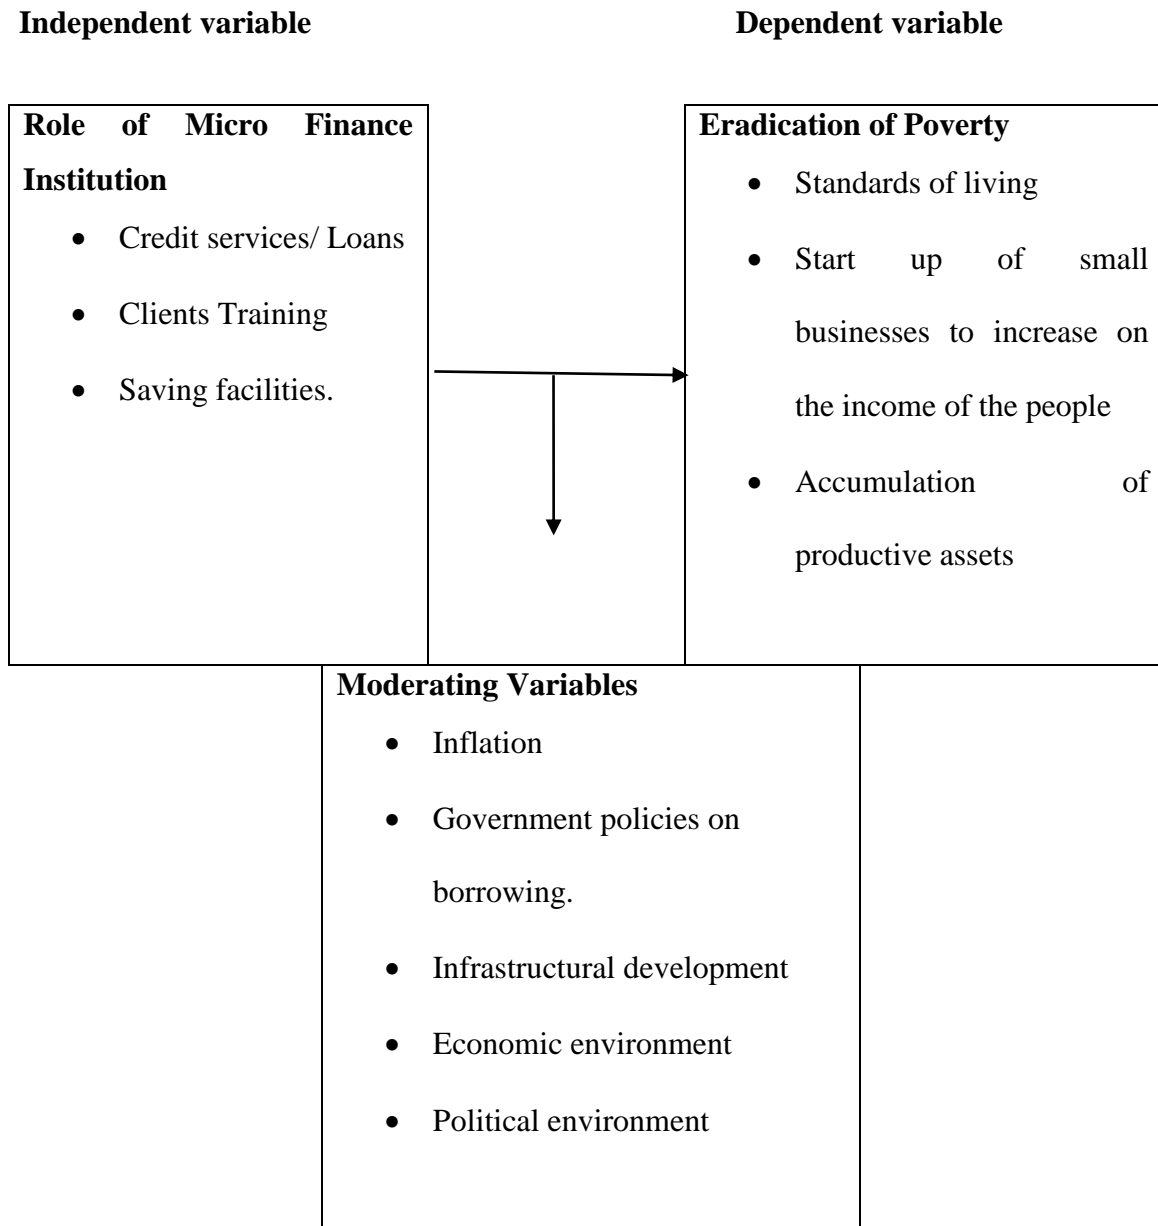 Independent variable
Dependent variable
Role of Micro Finance
Institution
• Credit services/ Loans
• Clients Training
• Saving facilities.
Eradication of Poverty
• Standards of living
• Start up of small
businesses to increase on
the income of the people
• Accumulation of
productive assets
Moderating Variables
• Inflation
• Government policies on
borrowing.
• Infrastructural development
• Economic environment
• Political environment